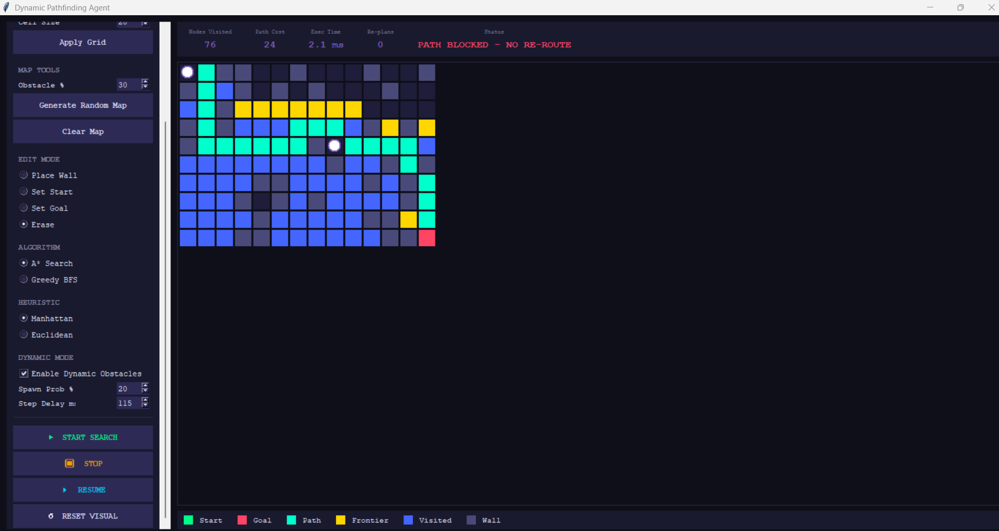 Dynamic Pathfinding Agent
Cell Size 20
Apply Grid
MAP TOOLS
Obstacle % 30
Generate Random Map
Clear Map
EDIT MODE
Place Wall
Set Start
Set Goal
Erase
ALGORITHM
A* Search
Greedy BFS
HEURISTIC
Manhattan
Euclidean
DYNAMIC MODE
Enable Dynamic Obstacles
Spawn Prob % 20
Step Delay ms 115
START SEARCH
STOP
RESUME
RESET VISUAL
Nodes Visited Path Cost Exec Time Re-plans Status
76 24 2.1 ms 0 PATH BLOCKED - NO RE-ROUTE
Start Goal Path Frontier Visited Wall